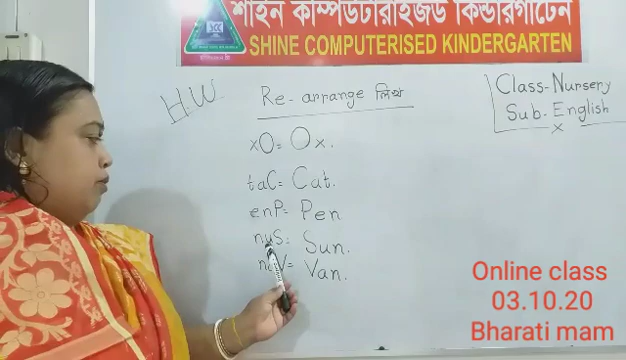 শাইন কম্পিউটারাইজড কিন্ডারগার্টেন
SHINE COMPUTERISED KINDERGARTEN
H.W
Re-arrange লিখ
Class-Nursery
Sub-English
xO= Ox.
taC= Cat.
enP= Pen
nuS= Sun.
naV= Van.
Online class
03.10.20
Bharati mam